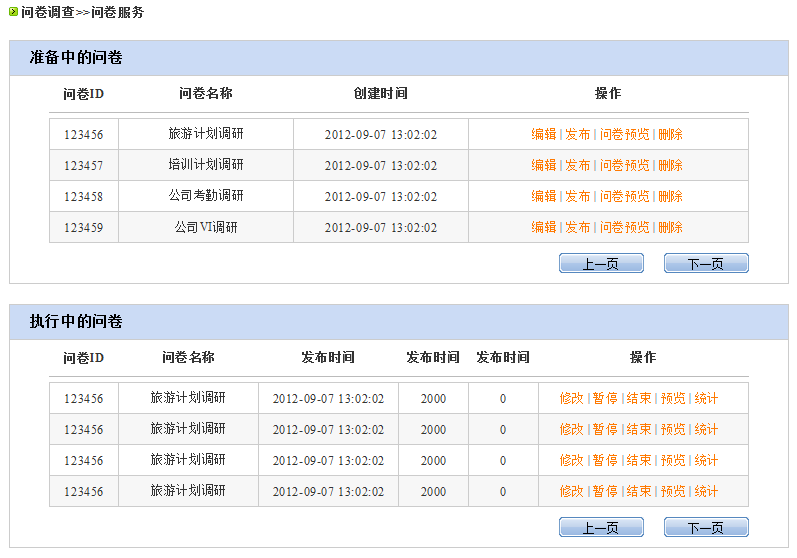 问卷调查>>问卷服务
准备中的问卷
问卷ID 问卷名称 创建时间 操作
123456 旅游计划调研 2012-09-07 13:02:02 编辑 | 发布 | 问卷预览 | 删除
123457 培训计划调研 2012-09-07 13:02:02 编辑 | 发布 | 问卷预览 | 删除
123458 公司考勤调研 2012-09-07 13:02:02 编辑 | 发布 | 问卷预览 | 删除
123459 公司VI调研 2012-09-07 13:02:02 编辑 | 发布 | 问卷预览 | 删除
上一页 下一页
执行中的问卷
问卷ID 问卷名称 发布时间 发布时间 发布时间 操作
123456 旅游计划调研 2012-09-07 13:02:02 2000 0 修改 | 暂停 | 结束 | 预览 | 统计
123456 旅游计划调研 2012-09-07 13:02:02 2000 0 修改 | 暂停 | 结束 | 预览 | 统计
123456 旅游计划调研 2012-09-07 13:02:02 2000 0 修改 | 暂停 | 结束 | 预览 | 统计
123456 旅游计划调研 2012-09-07 13:02:02 2000 0 修改 | 暂停 | 结束 | 预览 | 统计
上一页 下一页